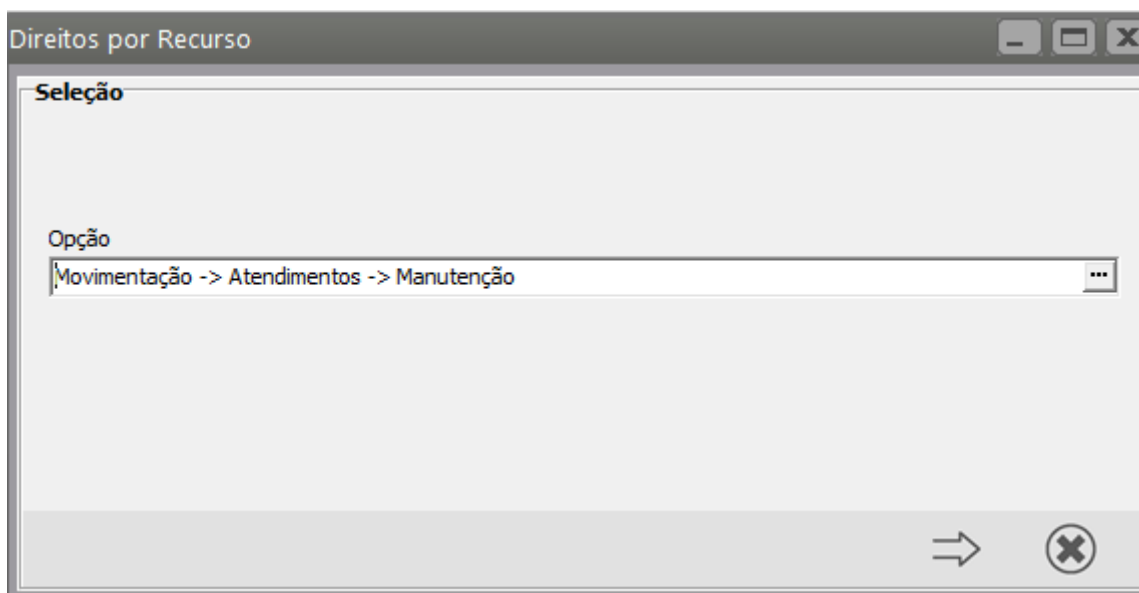 Direitos por Recurso
Seleção
Opção
Movimentação -> Atendimentos -> Manutenção
...